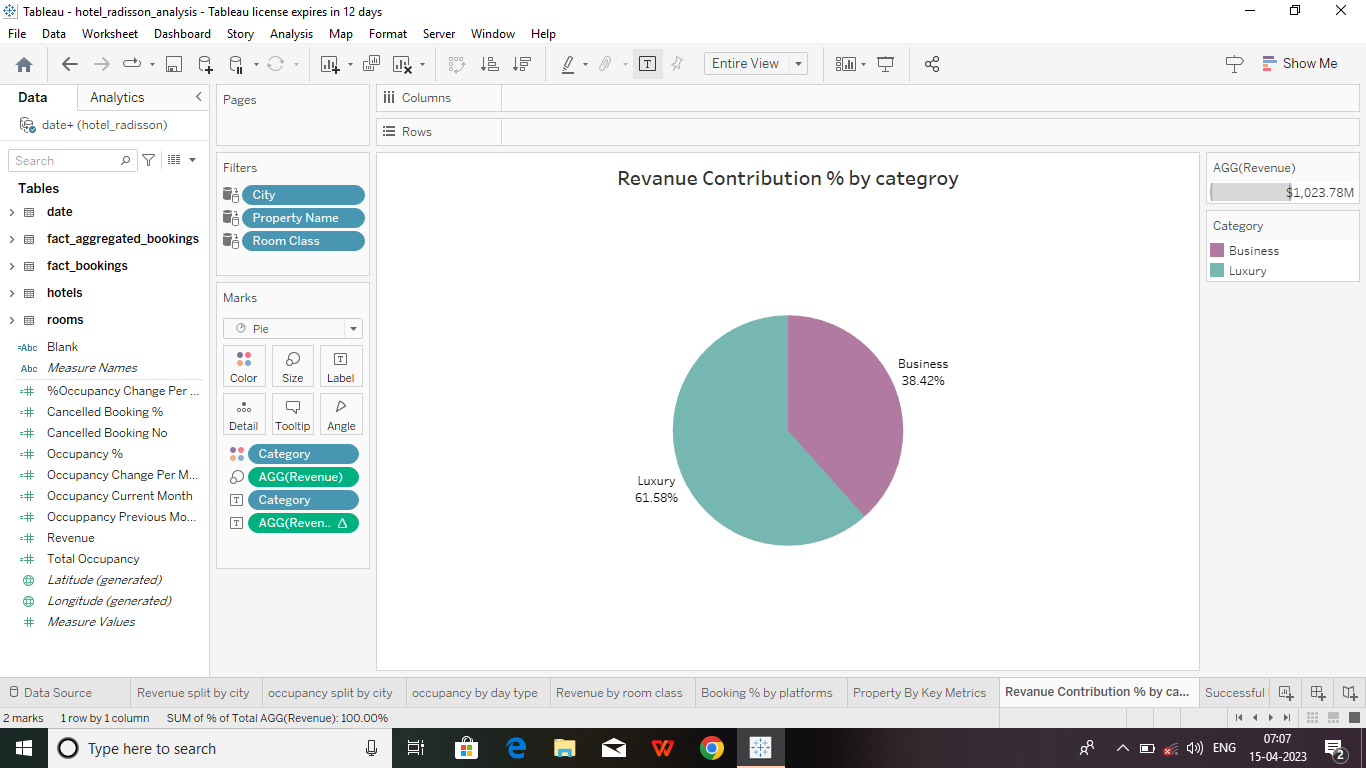 Tableau - hotel_radisson_analysis - Tableau license expires in 12 days
File Data Worksheet Dashboard Story Analysis Map Format Server Window Help
Entire View
Show Me
Data Analytics
date+ (hotel_radisson)
Search
Tables
date
fact_aggregated_bookings
fact_bookings
hotels
rooms
Abc Blank
Abc Measure Names
%Occupancy Change Per ...
Cancelled Booking %
Cancelled Booking No
Occupancy %
Occupancy Change Per M...
Occupancy Current Month
Occuppancy Previous Mo...
Revenue
Total Occupancy
Latitude (generated)
Longitude (generated)
Measure Values
Pages
Filters
City
Property Name
Room Class
Marks
Pie
Color Size Label
Detail Tooltip Angle
Category
AGG(Revenue)
Category
AGG(Reven..
Columns
Rows
Revanue Contribution % by categroy
Business
38.42%
Luxury
61.58%
AGG(Revenue)
$1,023.78M
Category
Business
Luxury
Data Source Revenue split by city occupancy split by city occupancy by day type Revenue by room class Booking % by platforms Property By Key Metrics Revanue Contribution % by ca... Successful
2 marks 1 row by 1 column SUM of % of Total AGG(Revenue): 100.00%
Type here to search
ENG
07:07
15-04-2023
2